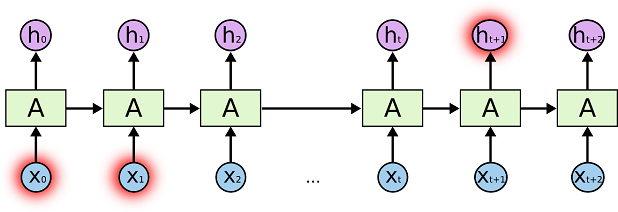 h₀ h₁ h₂ hₜ hₜ₊₁ hₜ₊₂
A A A A A A
x₀ x₁ x₂ ... xₜ xₜ₊₁ xₜ₊₂